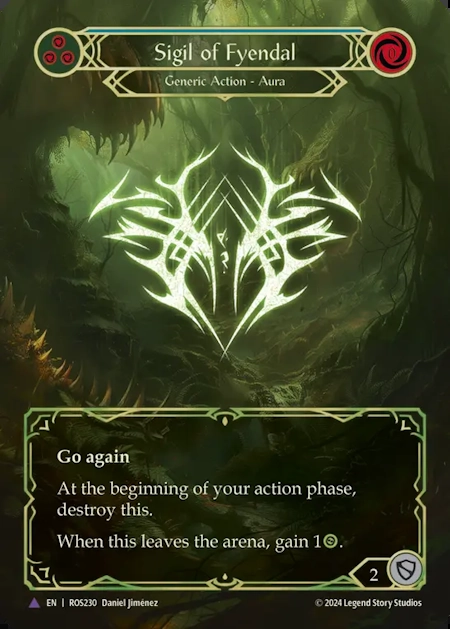 Sigil of Fyendal
0
Generic Action - Aura
Go again
At the beginning of your action phase,
destroy this.
When this leaves the arena, gain 1.
2
EN | ROS230 Daniel Jiménez © 2024 Legend Story Studios